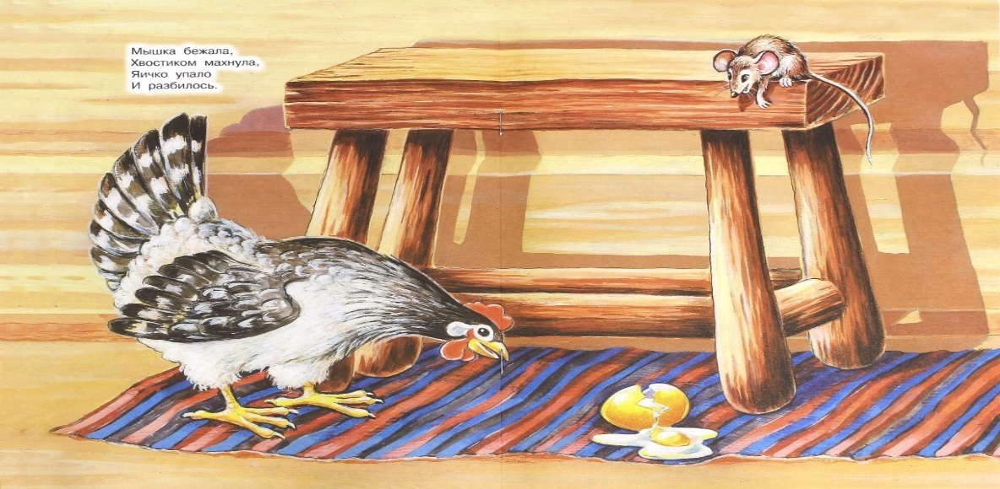 Мышка бежала,
Хвостиком махнула,
Яичко упало
И разбилось.